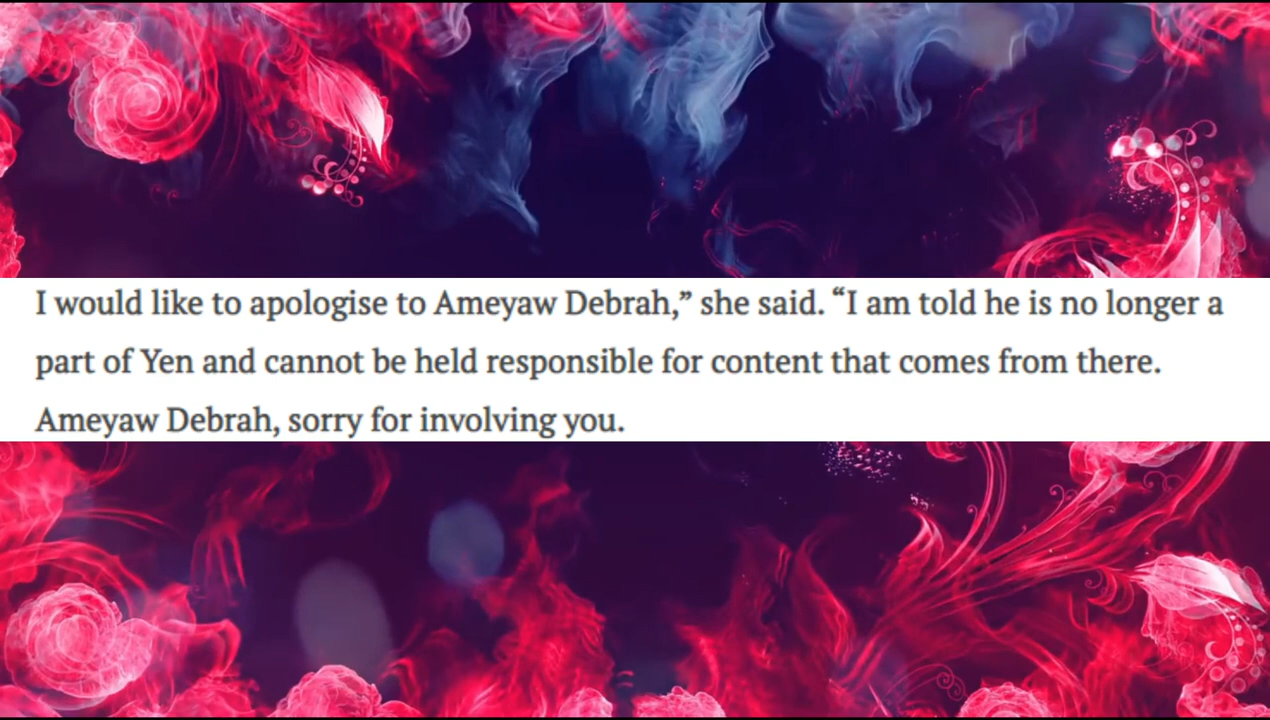 I would like to apologise to Ameyaw Debrah,” she said. “I am told he is no longer a
part of Yen and cannot be held responsible for content that comes from there.
Ameyaw Debrah, sorry for involving you.